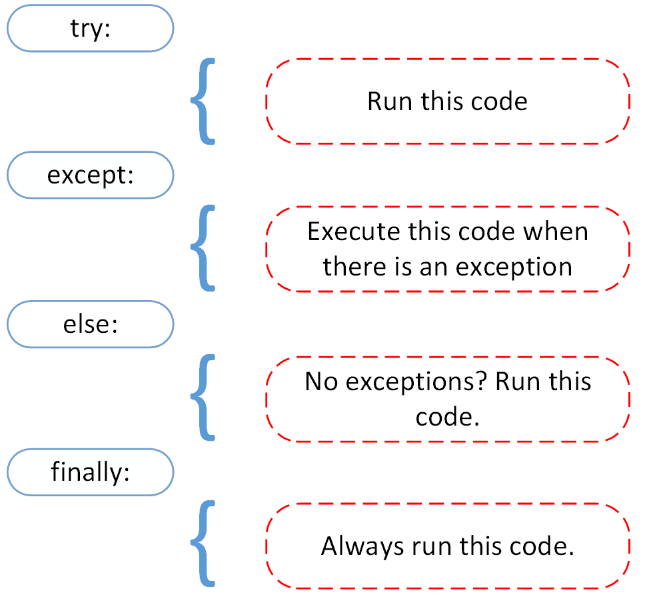 try:
Run this code
except:
Execute this code when
there is an exception
else:
No exceptions? Run this
code.
finally:
Always run this code.